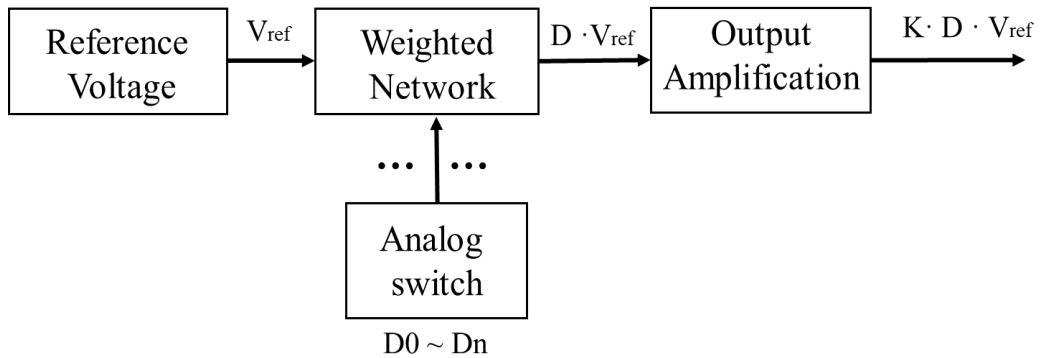 Reference
Voltage
Vref
Weighted
Network
D · Vref
Output
Amplification
K· D · Vref
... ...
Analog
switch
D0 ~ Dn